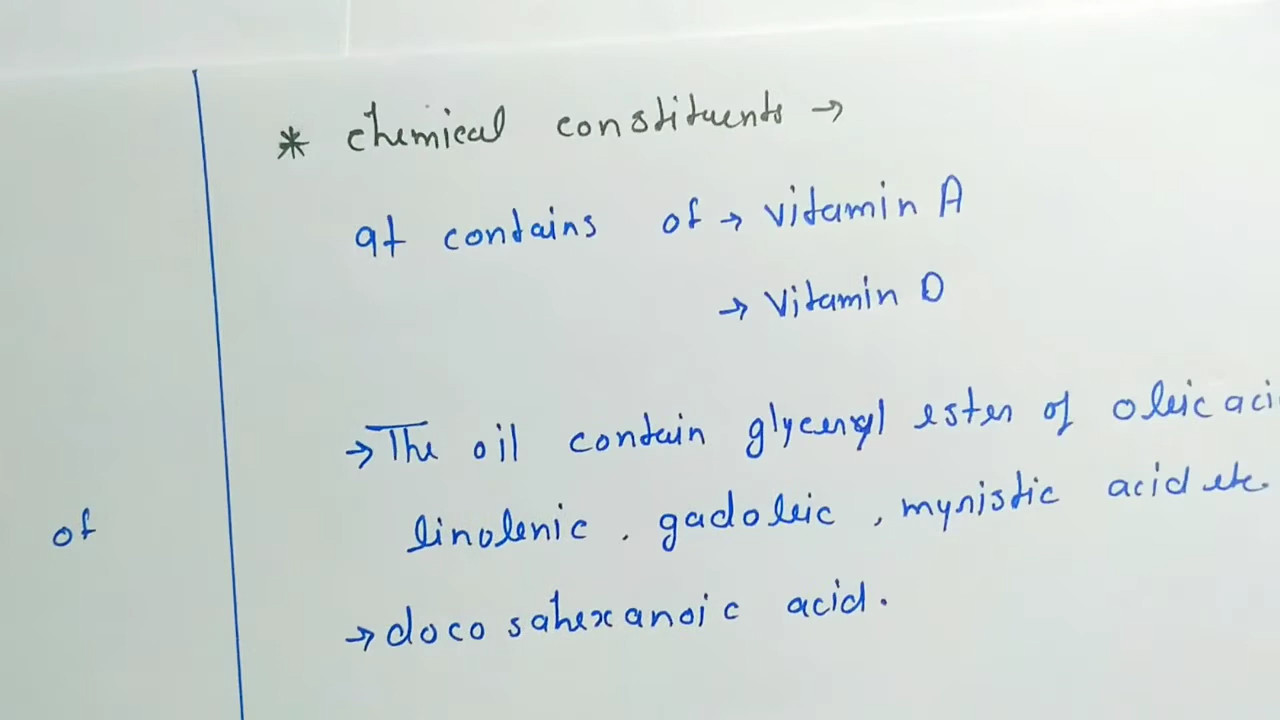 * chemical constituents →
It contains of → vitamin A
→ vitamin D
→ The oil contain glyceryl ester of oleic aci
linolenic, gadoleic, myristic acid etc.
of
→ docosahexanoic acid.